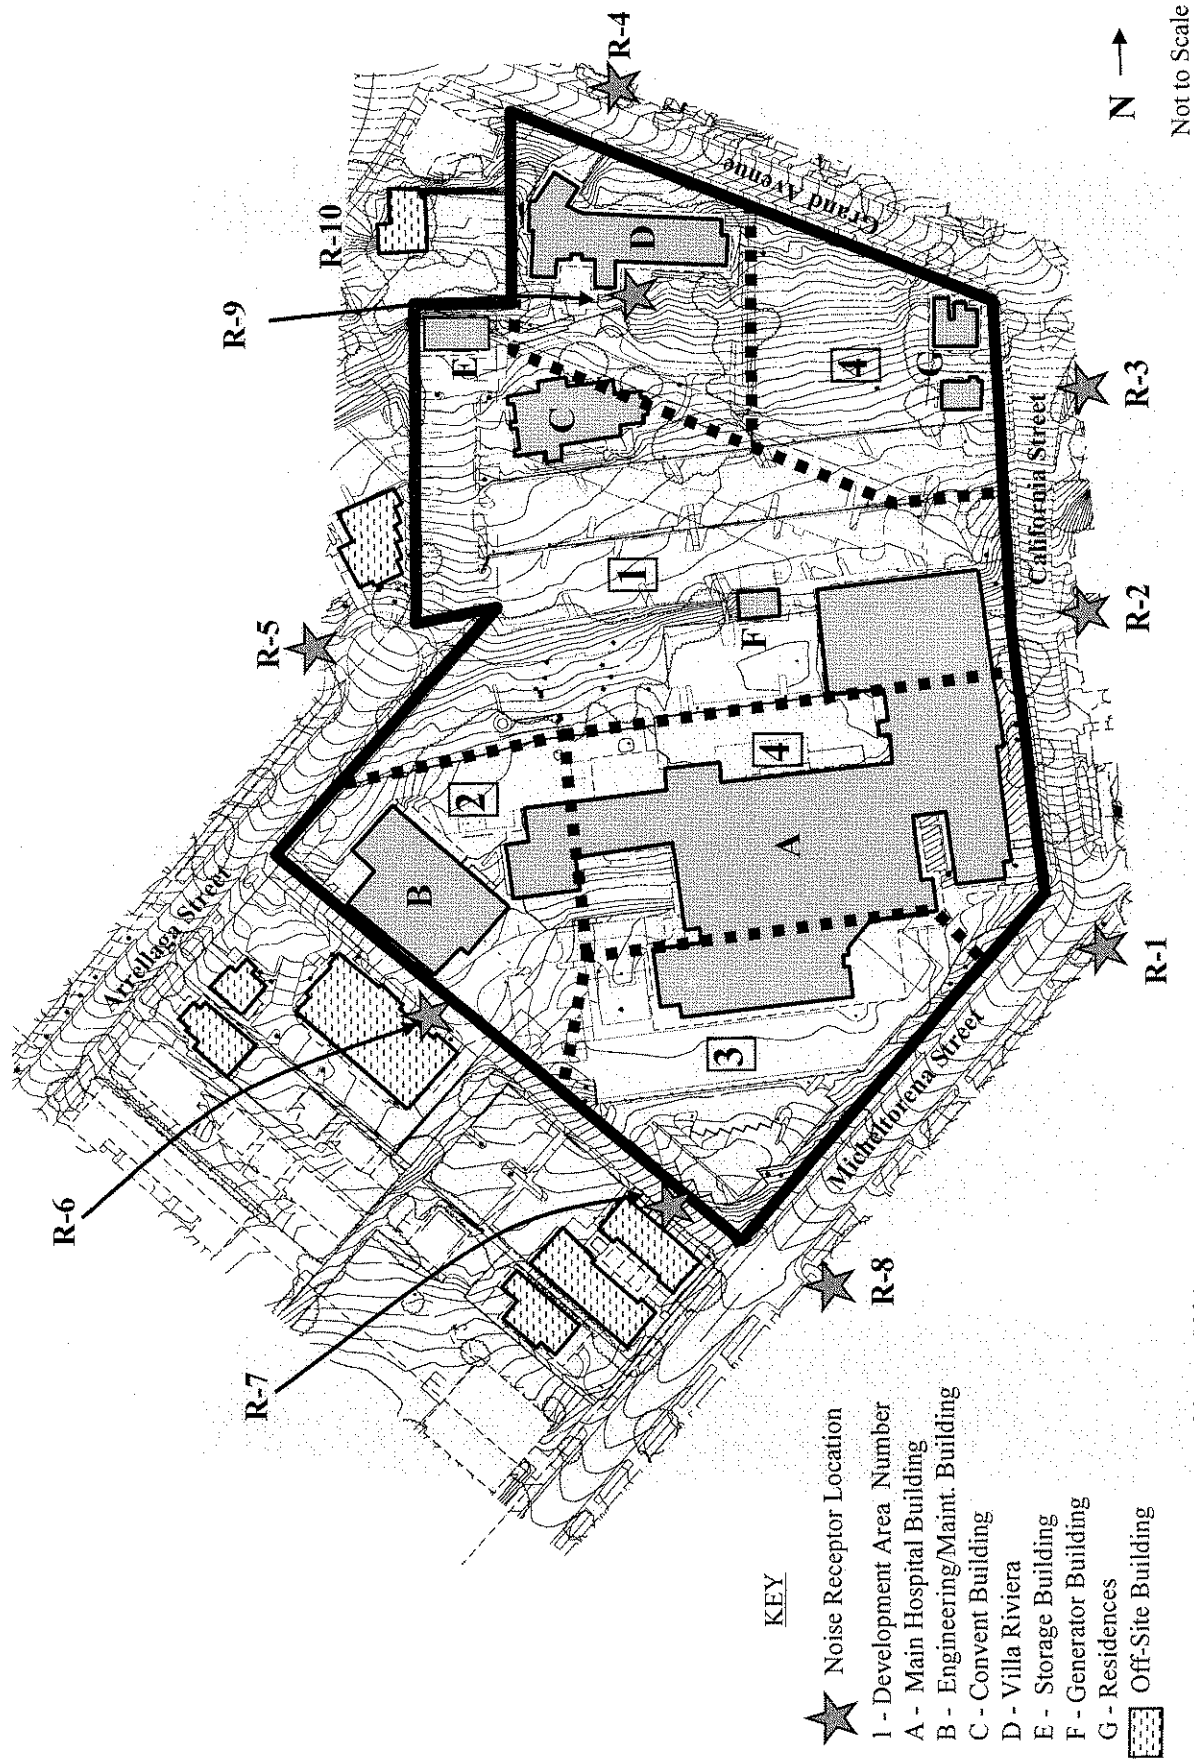 R-4
R-10
R-9
R-5
R-6
R-7
R-8
R-1
R-2
R-3
Grand Avenue
California Street
Micheltorena Street
Arrellaga Street
D
E
C
G
4
1
F
2
4
B
A
3
N
Not to Scale
KEY
Noise Receptor Location
1 - Development Area Number
A - Main Hospital Building
B - Engineering/Maint. Building
C - Convent Building
D - Villa Riviera
E - Storage Building
F - Generator Building
G - Residences
Off-Site Building